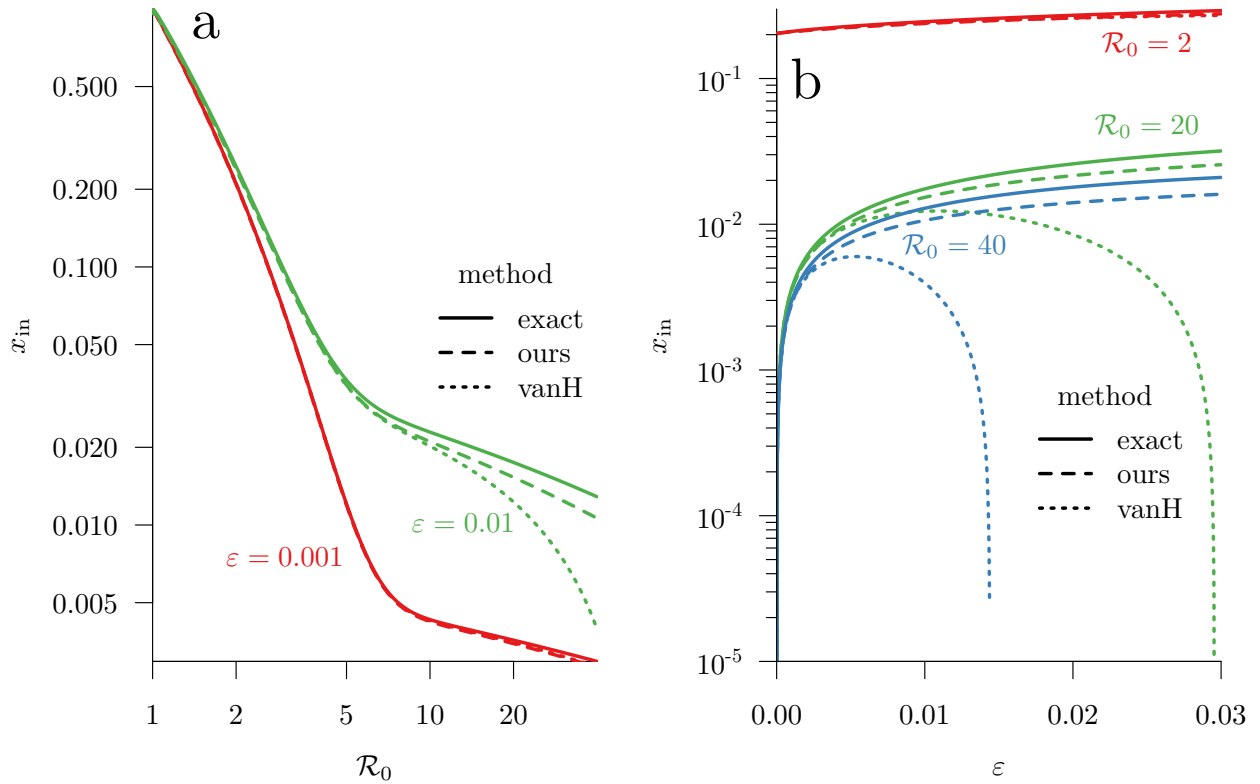 a
0.500
0.200
0.100
0.050
0.020
0.010
0.005
x_in
1
2
5
10
20
ℛ₀
method
exact
ours
vanH
ε = 0.01
ε = 0.001
b
10⁻¹
10⁻²
10⁻³
10⁻⁴
10⁻⁵
x_in
0.00
0.01
0.02
0.03
ε
ℛ₀ = 2
ℛ₀ = 20
ℛ₀ = 40
method
exact
ours
vanH